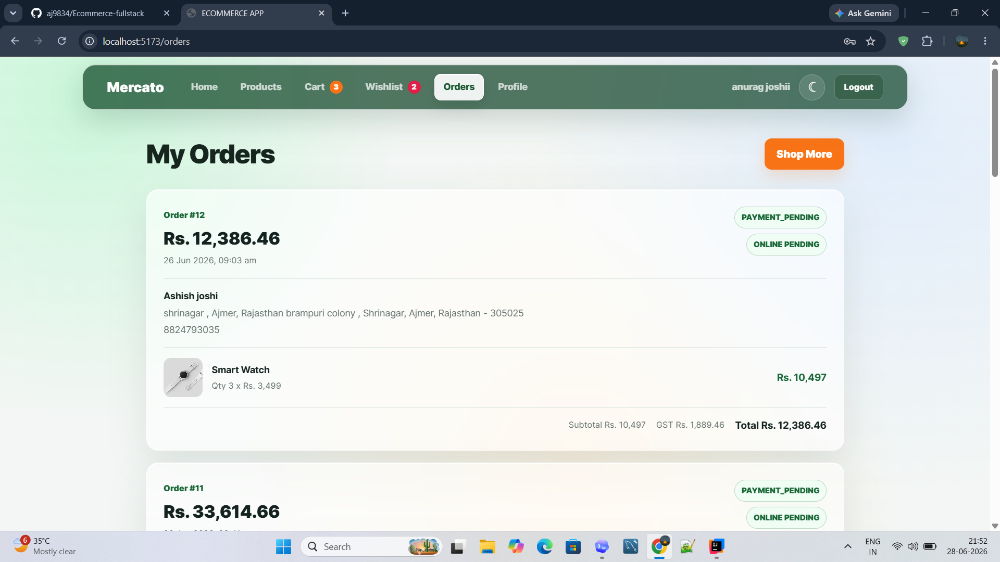 aj9834/Ecommerce-fullstack
ECOMMERCE APP
Ask Gemini
localhost:5173/orders
Mercato
Home
Products
Cart 3
Wishlist 2
Orders
Profile
anurag joshii
Logout
My Orders
Shop More
Order #12
PAYMENT_PENDING
Rs. 12,386.46
ONLINE PENDING
26 Jun 2026, 09:03 am
Ashish joshi
shrinagar , Ajmer, Rajasthan brampuri colony , Shrinagar, Ajmer, Rajasthan - 305025
8824793035
Smart Watch
Qty 3 x Rs. 3,499
Rs. 10,497
Subtotal Rs. 10,497 GST Rs. 1,889.46 Total Rs. 12,386.46
Order #11
PAYMENT_PENDING
Rs. 33,614.66
ONLINE PENDING
6
35°C
Mostly clear
Search
ENG
IN
21:52
28-06-2026